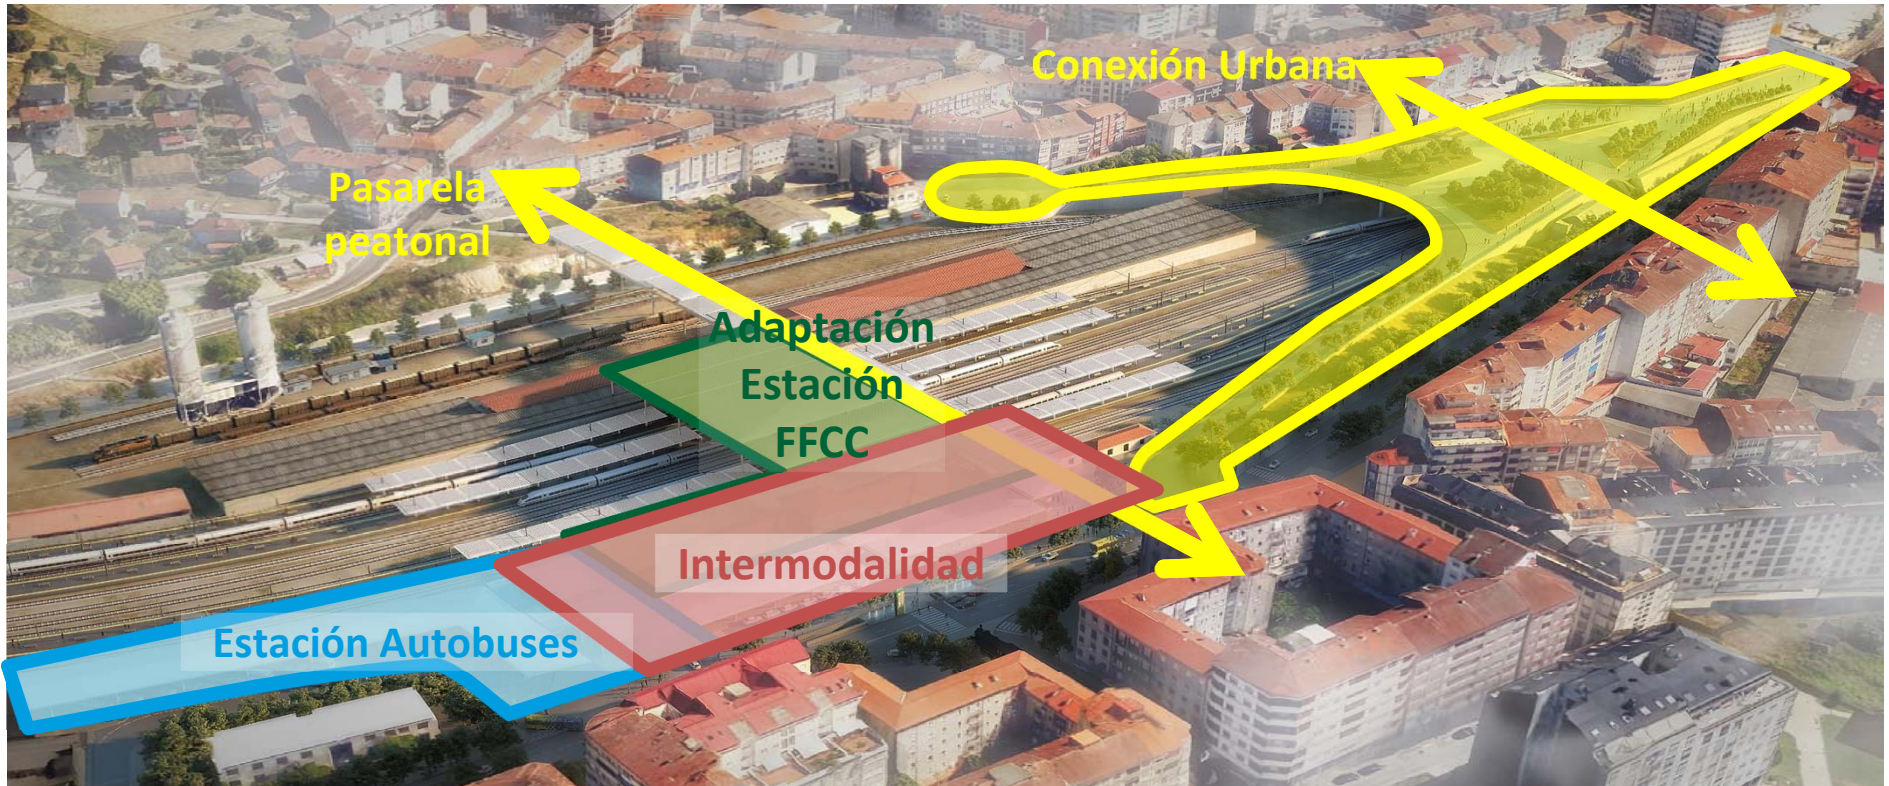 Conexión Urbana
Pasarela
peatonal
Adaptación
Estación
FFCC
Intermodalidad
Estación Autobuses